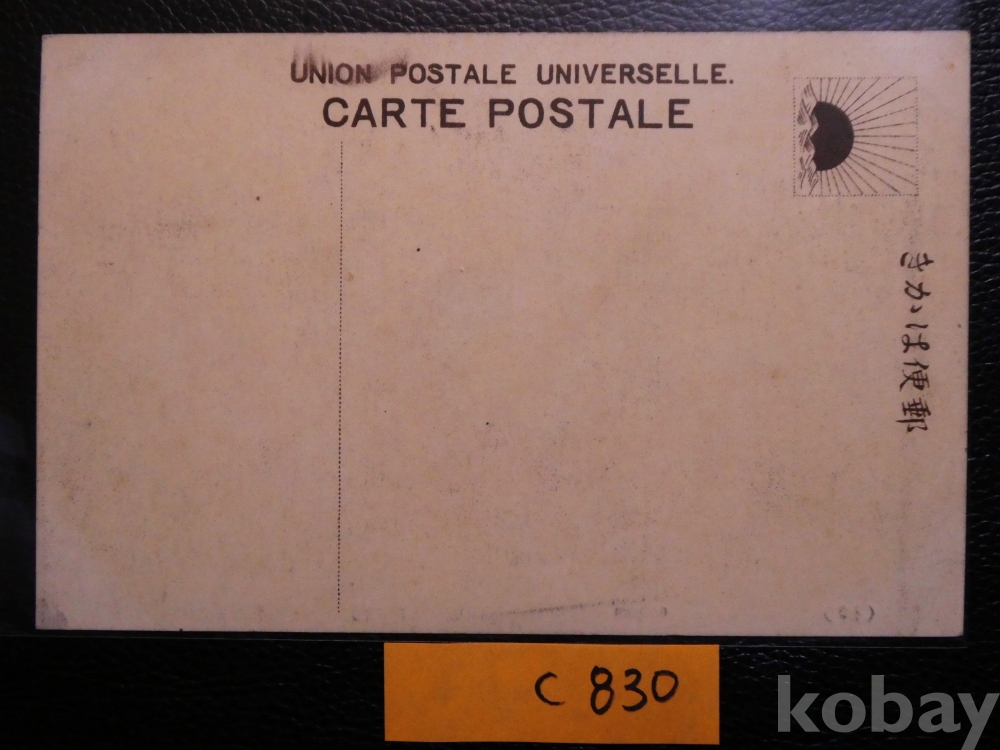 UNION POSTALE UNIVERSELLE.
CARTE POSTALE
きかは便郵
C 830
kobay